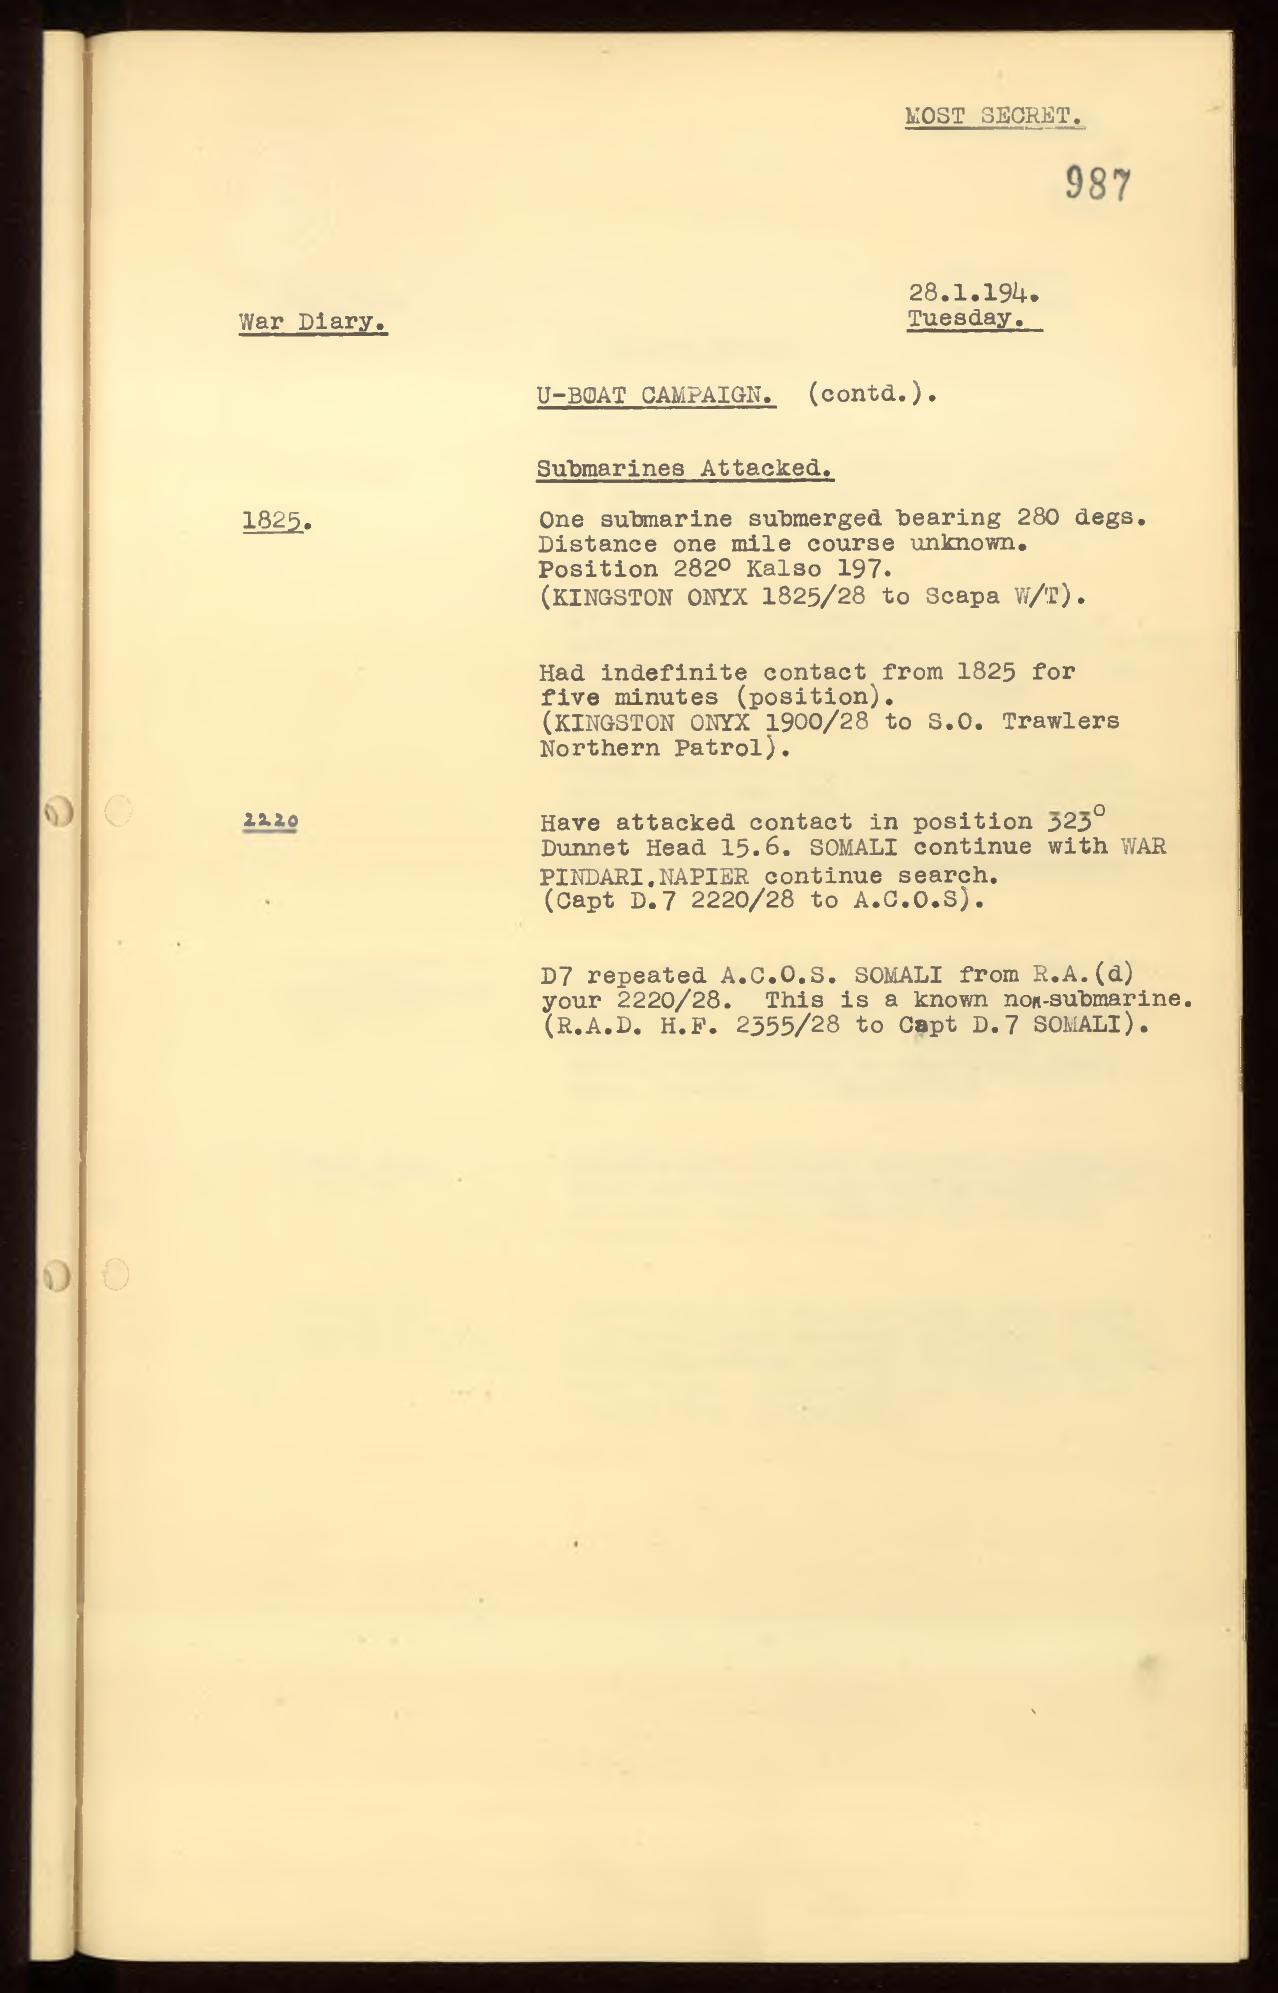 MOST SECRET.
987
28.1.194.
War Diary.
Tuesday.
U-BOAT CAMPAIGN. (contd.).
Submarines Attacked.
1825.
One submarine submerged bearing 280 degs.
Distance one mile course unknown.
Position 282º Kalso 197.
(KINGSTON ONYX 1825/28 to Scapa W/T).
Had indefinite contact from 1825 for
five minutes (position).
(KINGSTON ONYX 1900/28 to S.O. Trawlers
Northern Patrol).
2220
Have attacked contact in position 323º
Dunnet Head 15.6. SOMALI continue with WAR
PINDARI.NAPIER continue search.
(Capt D.7 2220/28 to A.C.O.S).
D7 repeated A.C.O.S. SOMALI from R.A.(d)
your 2220/28. This is a known non-submarine.
(R.A.D. H.F. 2355/28 to Capt D.7 SOMALI).